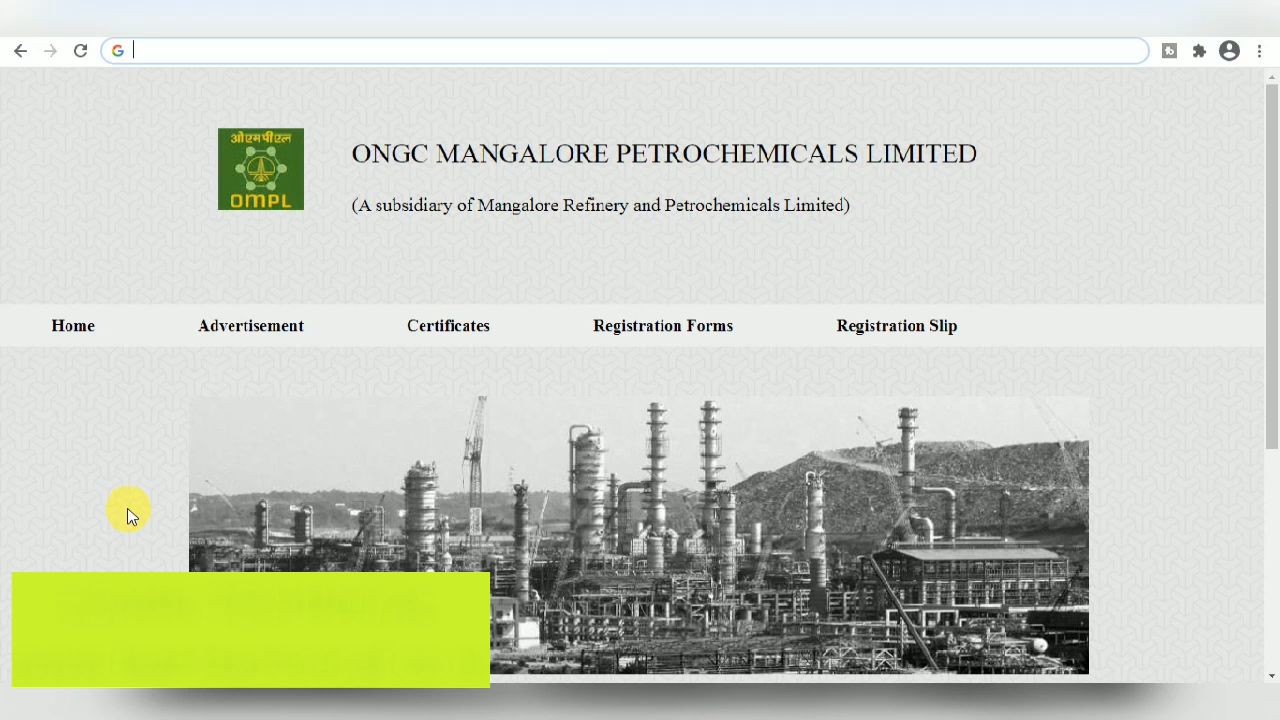 ओएमपीएल
OMPL
ONGC MANGALORE PETROCHEMICALS LIMITED
(A subsidiary of Mangalore Refinery and Petrochemicals Limited)
Home Advertisement Certificates Registration Forms Registration Slip